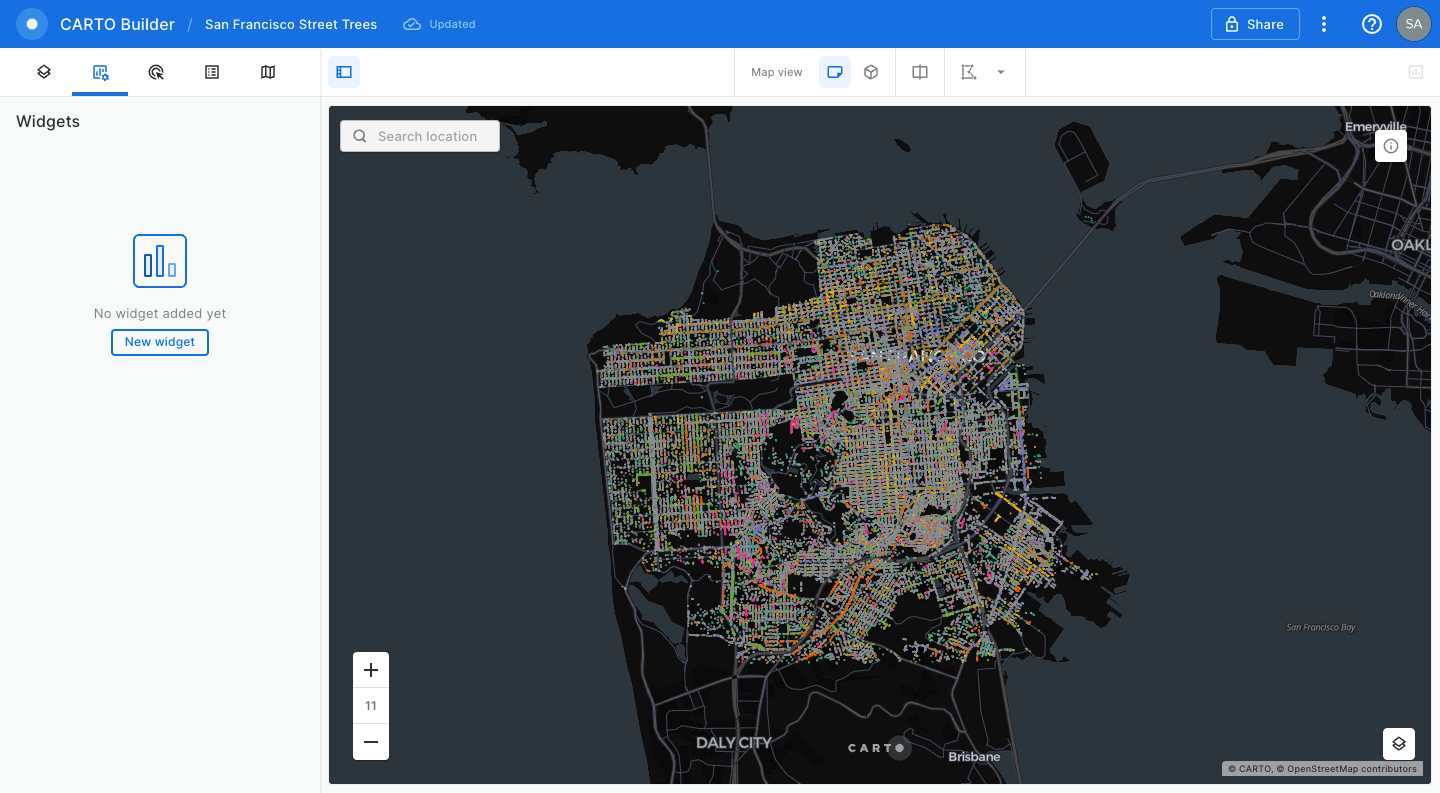 CARTO Builder / San Francisco Street Trees Updated Share SA
Map view
Widgets
Search location
Emeryville
OAKL
SAN FRANCISCO
No widget added yet
New widget
San Francisco Bay
11
DALY CITY
CARTO
Brisbane
© CARTO, © OpenStreetMap contributors